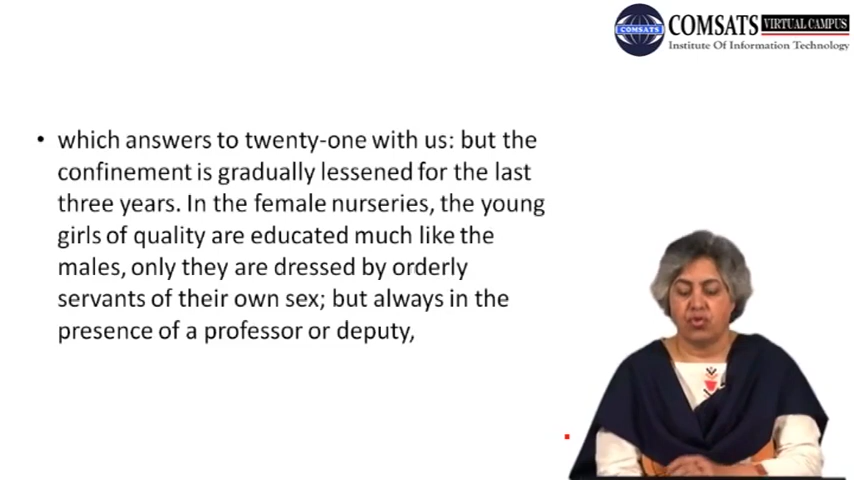 COMSATS VIRTUAL CAMPUS
Institute Of Information Technology
COMSATS
• which answers to twenty-one with us: but the
confinement is gradually lessened for the last
three years. In the female nurseries, the young
girls of quality are educated much like the
males, only they are dressed by orderly
servants of their own sex; but always in the
presence of a professor or deputy,